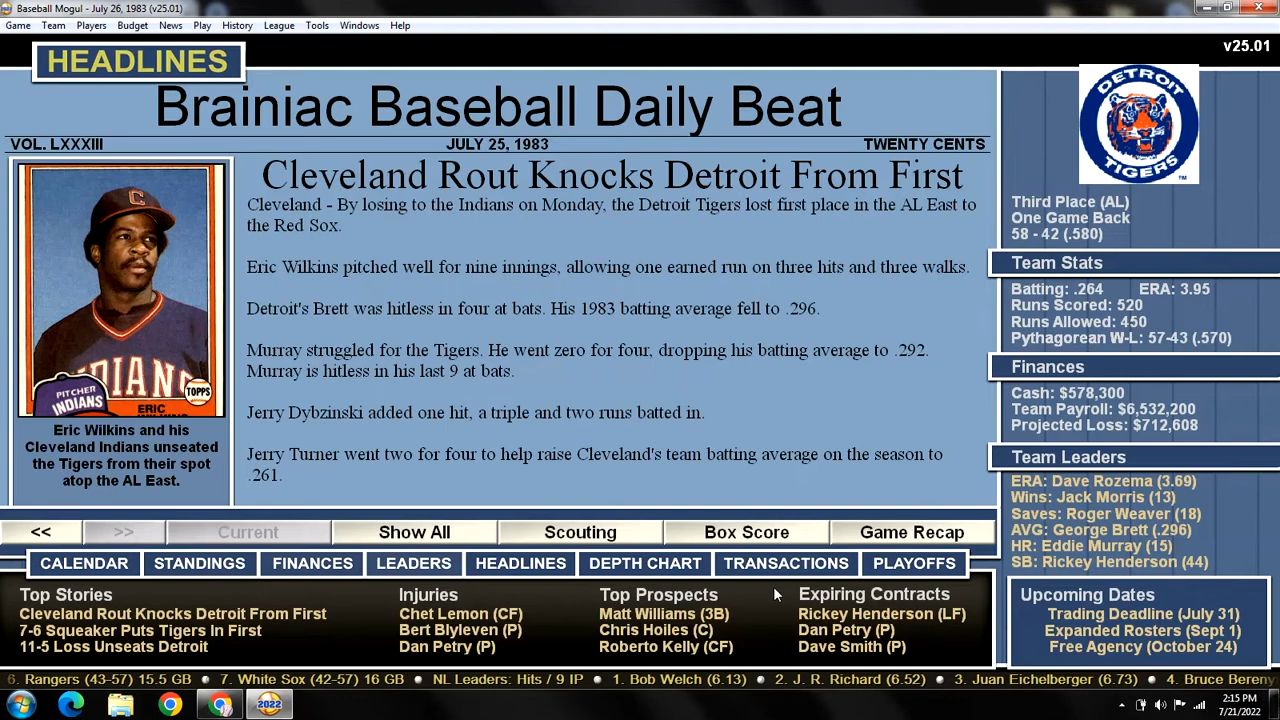 Baseball Mogul - July 26, 1983 (v25.01)
Game Team Players Budget News Play History League Tools Windows Help
HEADLINES
v25.01
Brainiac Baseball Daily Beat
VOL. LXXXIII JULY 25, 1983 TWENTY CENTS
Cleveland Rout Knocks Detroit From First
Cleveland - By losing to the Indians on Monday, the Detroit Tigers lost first place in the AL East to
the Red Sox.
Eric Wilkins pitched well for nine innings, allowing one earned run on three hits and three walks.
Detroit's Brett was hitless in four at bats. His 1983 batting average fell to .296.
Murray struggled for the Tigers. He went zero for four, dropping his batting average to .292.
Murray is hitless in his last 9 at bats.
Jerry Dybzinski added one hit, a triple and two runs batted in.
Jerry Turner went two for four to help raise Cleveland's team batting average on the season to
.261.
C
INDIANS
PITCHER
INDIANS
TOPPS
ERIC
Eric Wilkins and his
Cleveland Indians unseated
the Tigers from their spot
atop the AL East.
DETROIT
TIGERS
TM
Third Place (AL)
One Game Back
58 - 42 (.580)
Team Stats
Batting: .264 ERA: 3.95
Runs Scored: 520
Runs Allowed: 450
Pythagorean W-L: 57-43 (.570)
Finances
Cash: $578,300
Team Payroll: $6,532,200
Projected Loss: $712,608
Team Leaders
ERA: Dave Rozema (3.69)
Wins: Jack Morris (13)
Saves: Roger Weaver (18)
AVG: George Brett (.296)
HR: Eddie Murray (15)
SB: Rickey Henderson (44)
<< >> Current Show All Scouting Box Score Game Recap
CALENDAR STANDINGS FINANCES LEADERS HEADLINES DEPTH CHART TRANSACTIONS PLAYOFFS
Top Stories
Cleveland Rout Knocks Detroit From First
7-6 Squeaker Puts Tigers In First
11-5 Loss Unseats Detroit
Injuries
Chet Lemon (CF)
Bert Blyleven (P)
Dan Petry (P)
Top Prospects
Matt Williams (3B)
Chris Hoiles (C)
Roberto Kelly (CF)
Expiring Contracts
Rickey Henderson (LF)
Dan Petry (P)
Dave Smith (P)
Upcoming Dates
Trading Deadline (July 31)
Expanded Rosters (Sept 1)
Free Agency (October 24)
6. Rangers (43-57) 15.5 GB • 7. White Sox (42-57) 16 GB • NL Leaders: Hits / 9 IP • 1. Bob Welch (6.13) • 2. J. R. Richard (6.52) • 3. Juan Eichelberger (6.73) • 4. Bruce Bereny
2022
2:15 PM
7/21/2022